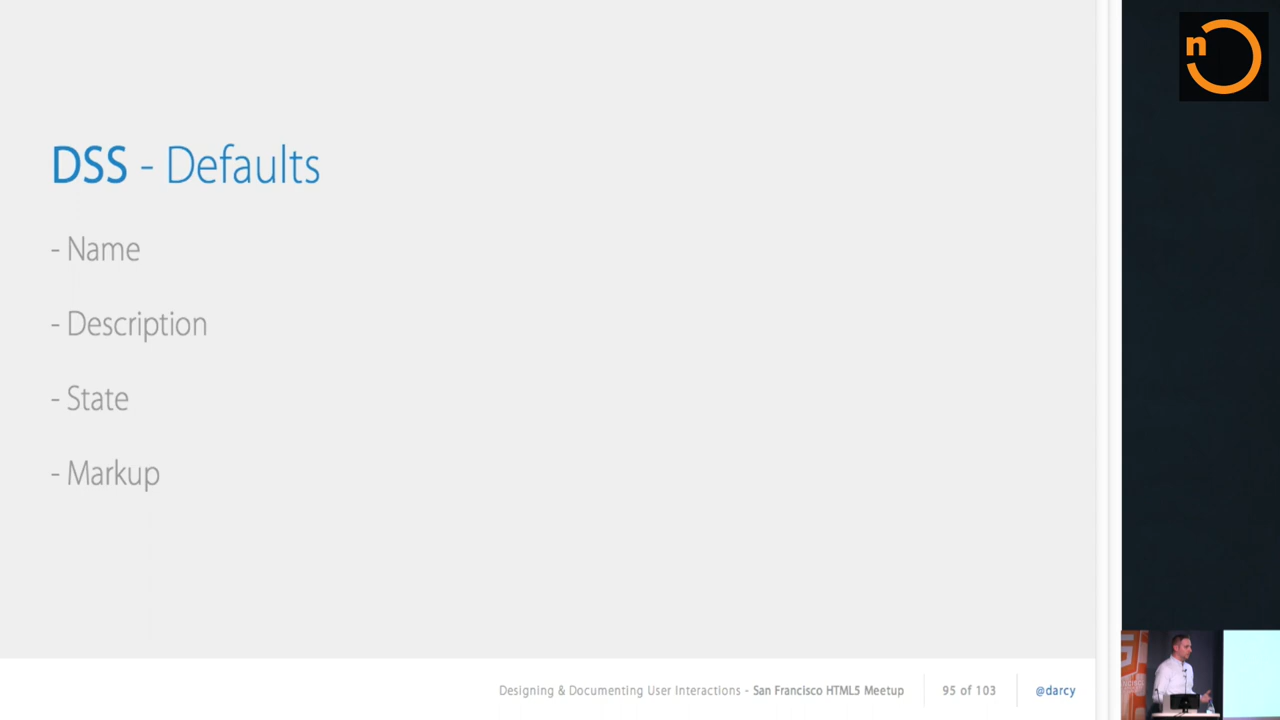 n
DSS - Defaults
- Name
- Description
- State
- Markup
Designing & Documenting User Interactions - San Francisco HTML5 Meetup
95 of 103
@darcy